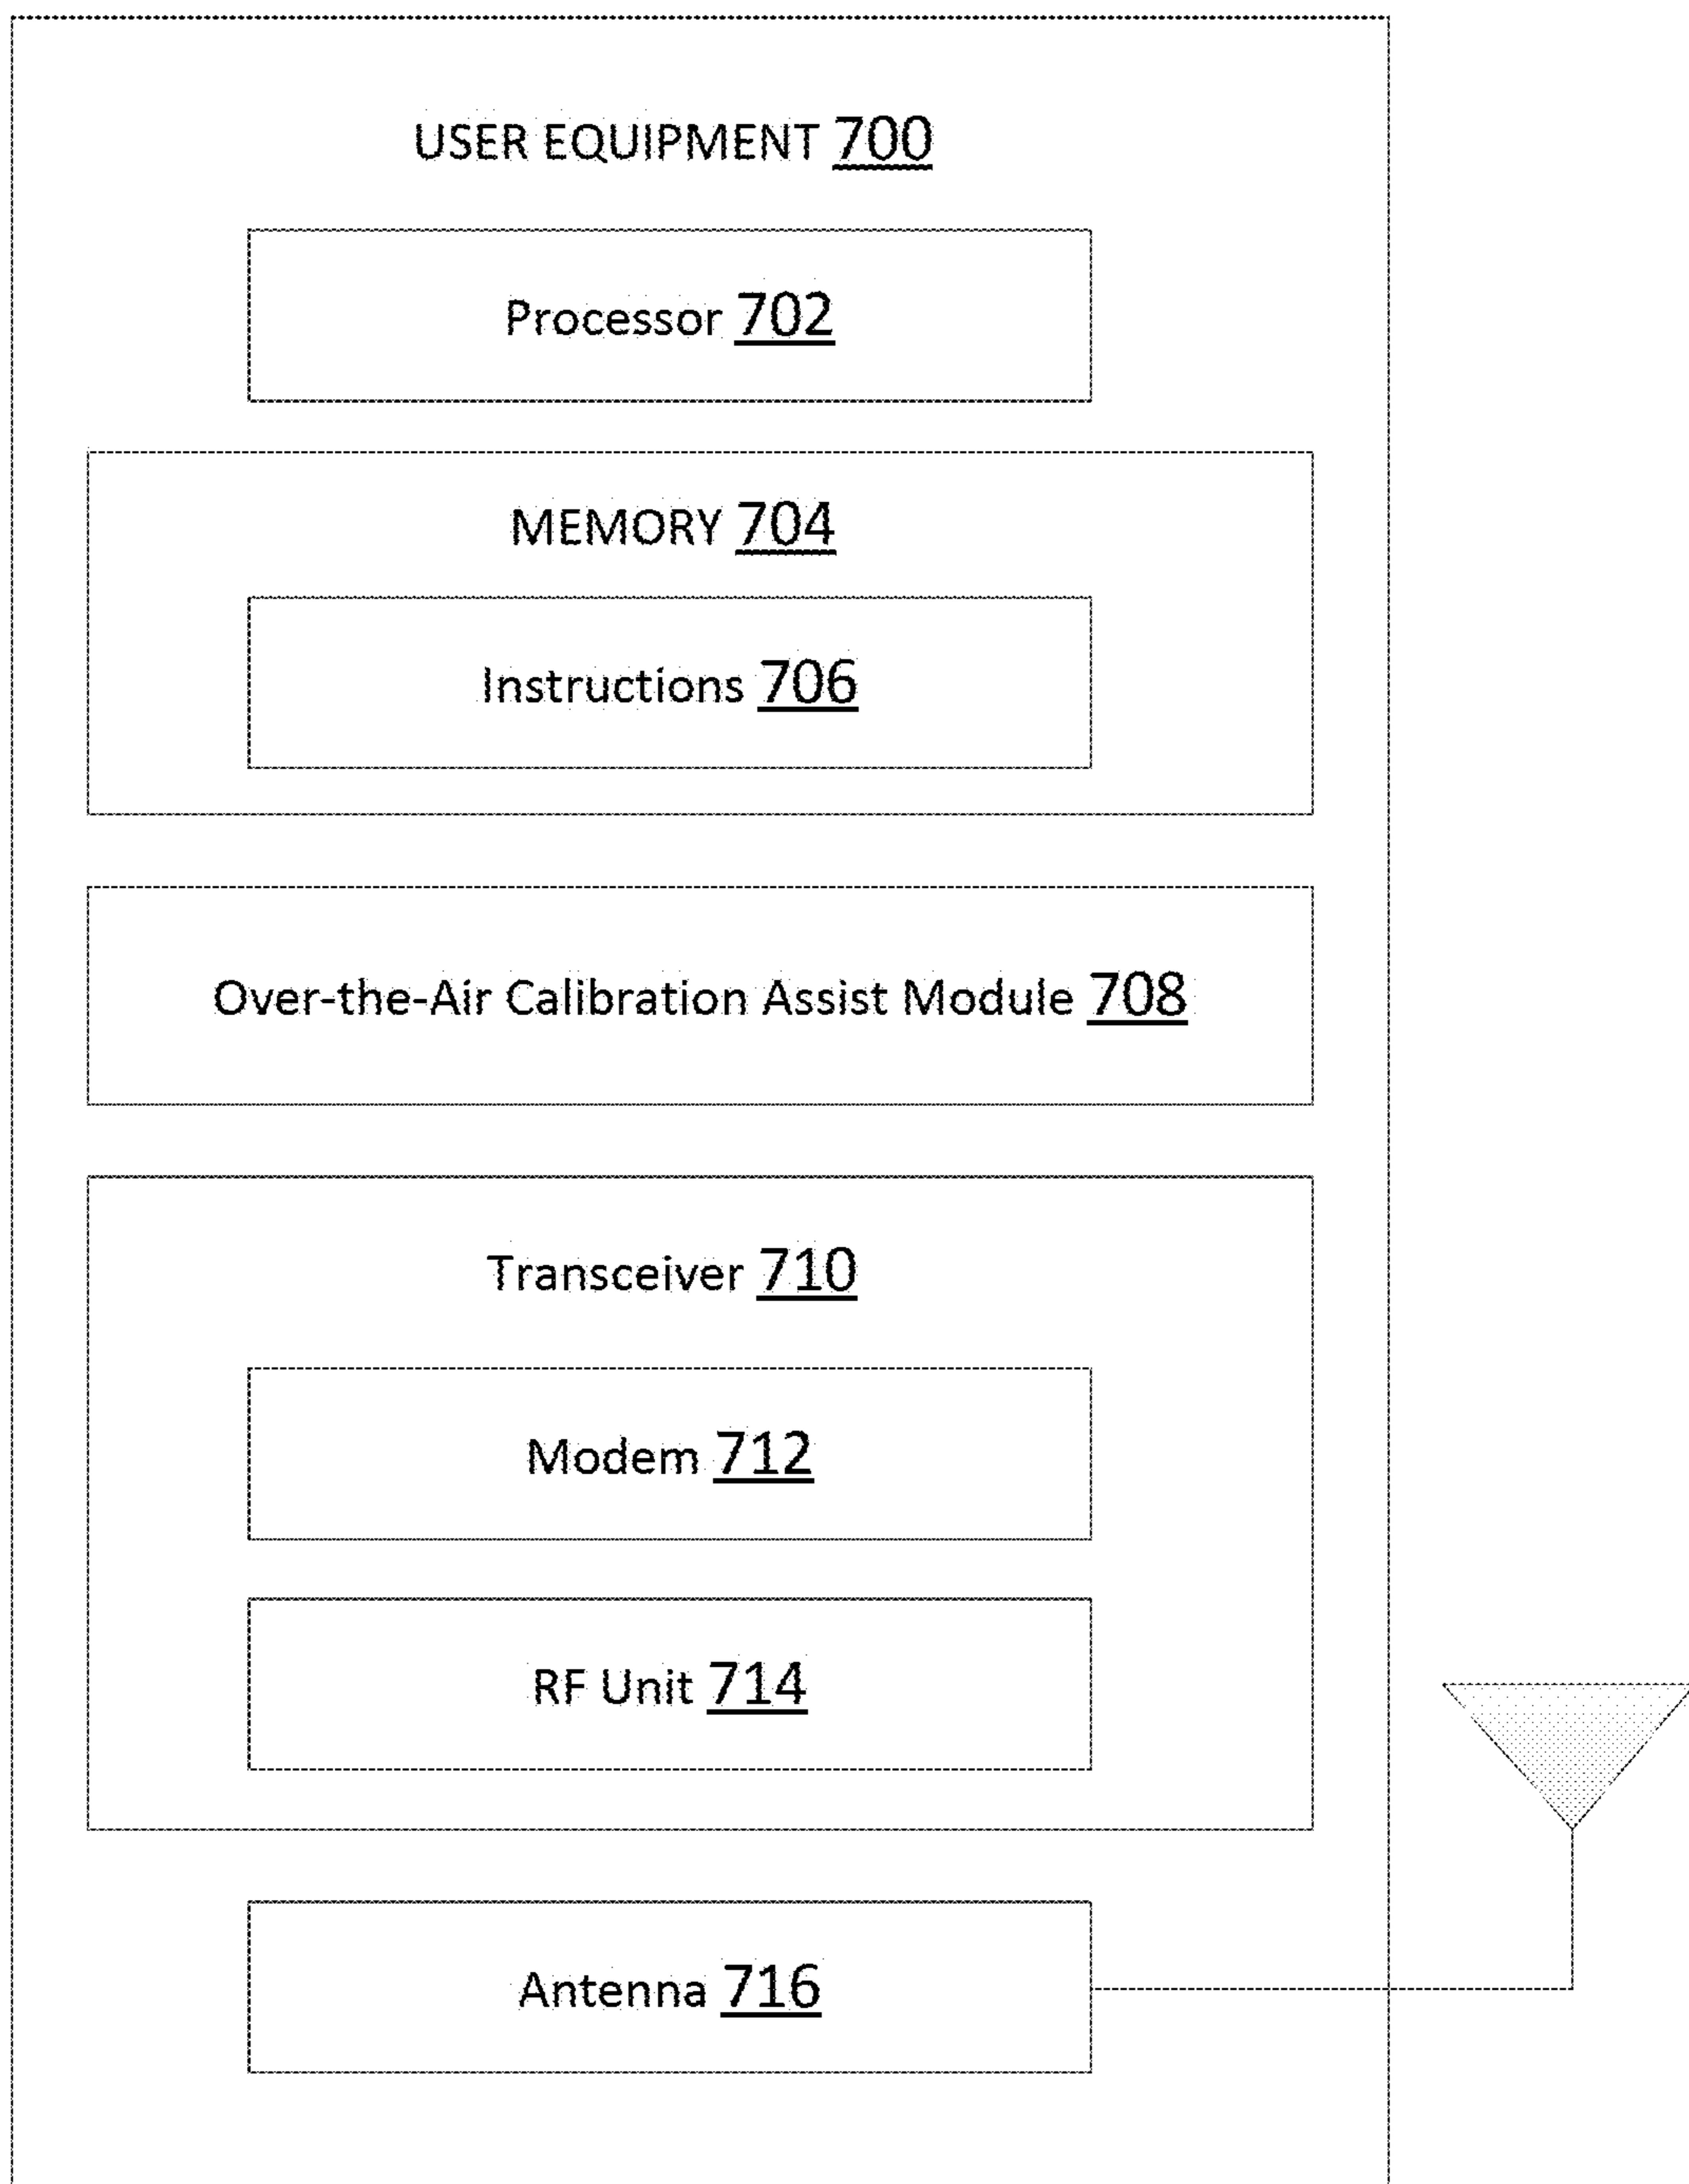 USER EQUIPMENT 700
Processor 702
MEMORY 704
Instructions 706
Over-the-Air Calibration Assist Module 708
Transceiver 710
Modem 712
RF Unit 714
Antenna 716